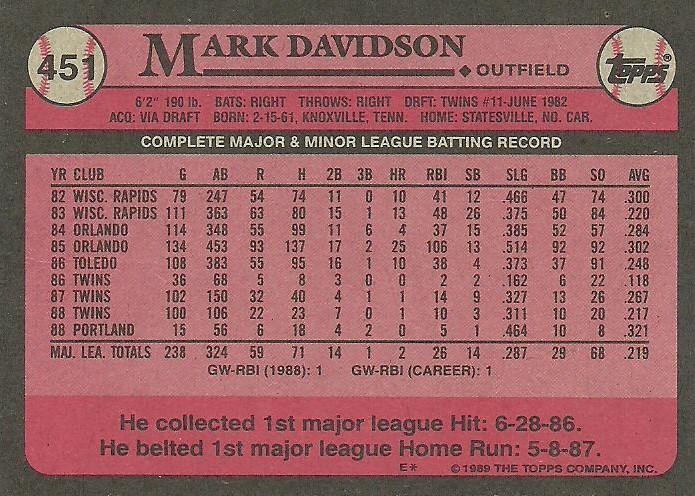 451
MARK DAVIDSON
◆ OUTFIELD
TOPPS®
6'2" 190 lb. BATS: RIGHT THROWS: RIGHT DRFT: TWINS #11-JUNE 1982
ACQ: VIA DRAFT BORN: 2-15-61, KNOXVILLE, TENN. HOME: STATESVILLE, NO. CAR.
COMPLETE MAJOR & MINOR LEAGUE BATTING RECORD
YR CLUB G AB R H 2B 3B HR RBI SB SLG BB SO AVG
82 WISC. RAPIDS 79 247 54 74 11 0 10 41 12 .466 47 74 .300
83 WISC. RAPIDS 111 363 63 80 15 1 13 48 26 .375 50 84 .220
84 ORLANDO 114 348 55 99 11 6 4 37 15 .385 52 57 .284
85 ORLANDO 134 453 93 137 17 2 25 106 13 .514 92 92 .302
86 TOLEDO 108 383 55 95 16 1 10 38 4 .373 37 91 .248
86 TWINS 36 68 5 8 3 0 0 2 2 .162 6 22 .118
87 TWINS 102 150 32 40 4 1 1 14 9 .327 13 26 .267
88 TWINS 100 106 22 23 7 0 1 10 3 .311 10 20 .217
88 PORTLAND 15 56 6 18 4 2 0 5 1 .464 10 8 .321
MAJ. LEA. TOTALS 238 324 59 71 14 1 2 26 14 .287 29 68 .219
GW-RBI (1988): 1 GW-RBI (CAREER): 1
He collected 1st major league Hit: 6-28-86.
He belted 1st major league Home Run: 5-8-87.
E* ©1989 THE TOPPS COMPANY, INC.